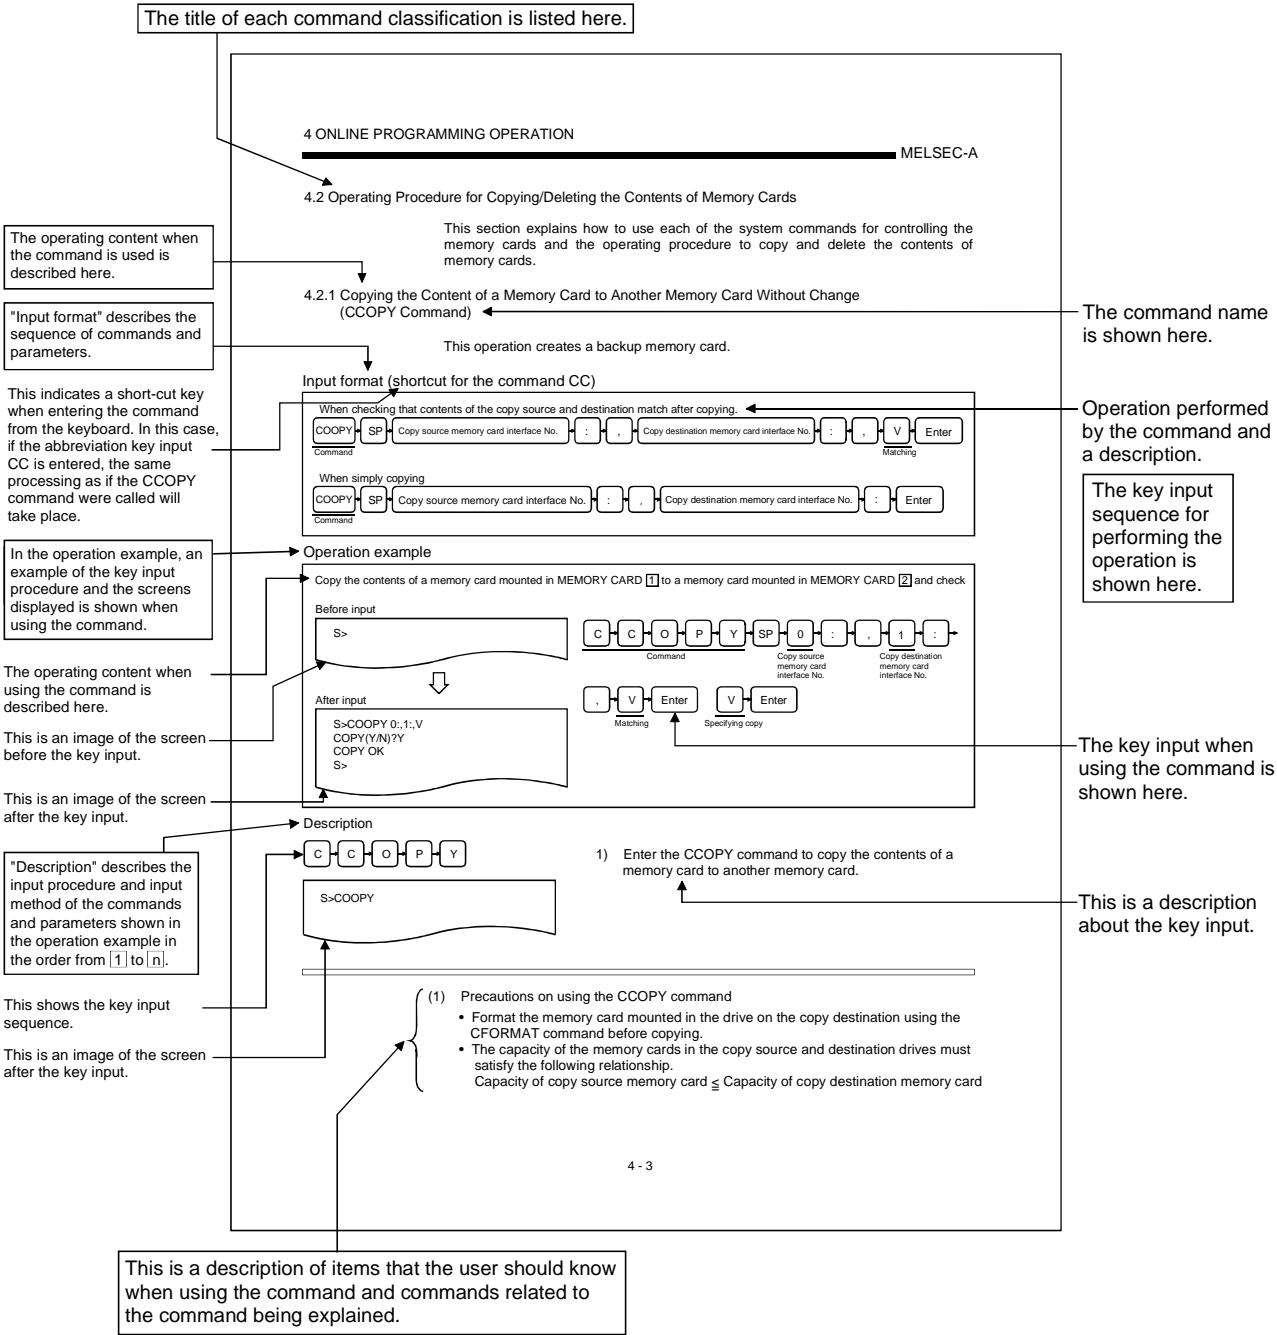 The title of each command classification is listed here.
4 ONLINE PROGRAMMING OPERATION
MELSEC-A
4.2 Operating Procedure for Copying/Deleting the Contents of Memory Cards
This section explains how to use each of the system commands for controlling the
memory cards and the operating procedure to copy and delete the contents of
memory cards.
The operating content when
the command is used is
described here.
4.2.1 Copying the Content of a Memory Card to Another Memory Card Without Change
(CCOPY Command)
The command name
is shown here.
"Input format" describes the
sequence of commands and
parameters.
This operation creates a backup memory card.
Input format (shortcut for the command CC)
This indicates a short-cut key
when entering the command
from the keyboard. In this case,
if the abbreviation key input
CC is entered, the same
processing as if the CCOPY
command were called will
take place.
When checking that contents of the copy source and destination match after copying.
COOPY SP Copy source memory card interface No. : , Copy destination memory card interface No. : , V Enter
Command Matching
When simply copying
COOPY SP Copy source memory card interface No. : , Copy destination memory card interface No. : Enter
Command
Operation performed
by the command and
a description.
The key input
sequence for
performing the
operation is
shown here.
In the operation example, an
example of the key input
procedure and the screens
displayed is shown when
using the command.
Operation example
Copy the contents of a memory card mounted in MEMORY CARD 1 to a memory card mounted in MEMORY CARD 2 and check
Before input
S>
C C O P Y SP 0 : , 1 :
Command
Copy source
memory card
interface No.
Copy destination
memory card
interface No.
The operating content when
using the command is
described here.
After input
, V Enter V Enter
Matching Specifying copy
S>COOPY 0:,1:,V
COPY(Y/N)?Y
COPY OK
S>
This is an image of the screen
before the key input.
The key input when
using the command is
shown here.
This is an image of the screen
after the key input.
Description
"Description" describes the
input procedure and input
method of the commands
and parameters shown in
the operation example in
the order from 1 to n.
C C O P Y
1) Enter the CCOPY command to copy the contents of a
memory card to another memory card.
S>COOPY
This is a description
about the key input.
This shows the key input
sequence.
This is an image of the screen
after the key input.
(1) Precautions on using the CCOPY command
• Format the memory card mounted in the drive on the copy destination using the
CFORMAT command before copying.
• The capacity of the memory cards in the copy source and destination drives must
satisfy the following relationship.
Capacity of copy source memory card ≦ Capacity of copy destination memory card
4 - 3
This is a description of items that the user should know
when using the command and commands related to
the command being explained.